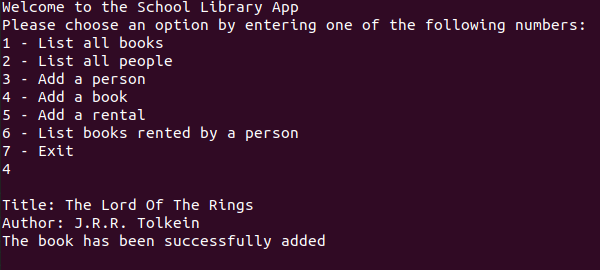 Welcome to the School Library App
Please choose an option by entering one of the following numbers:
1 - List all books
2 - List all people
3 - Add a person
4 - Add a book
5 - Add a rental
6 - List books rented by a person
7 - Exit
4
Title: The Lord Of The Rings
Author: J.R.R. Tolkein
The book has been successfully added